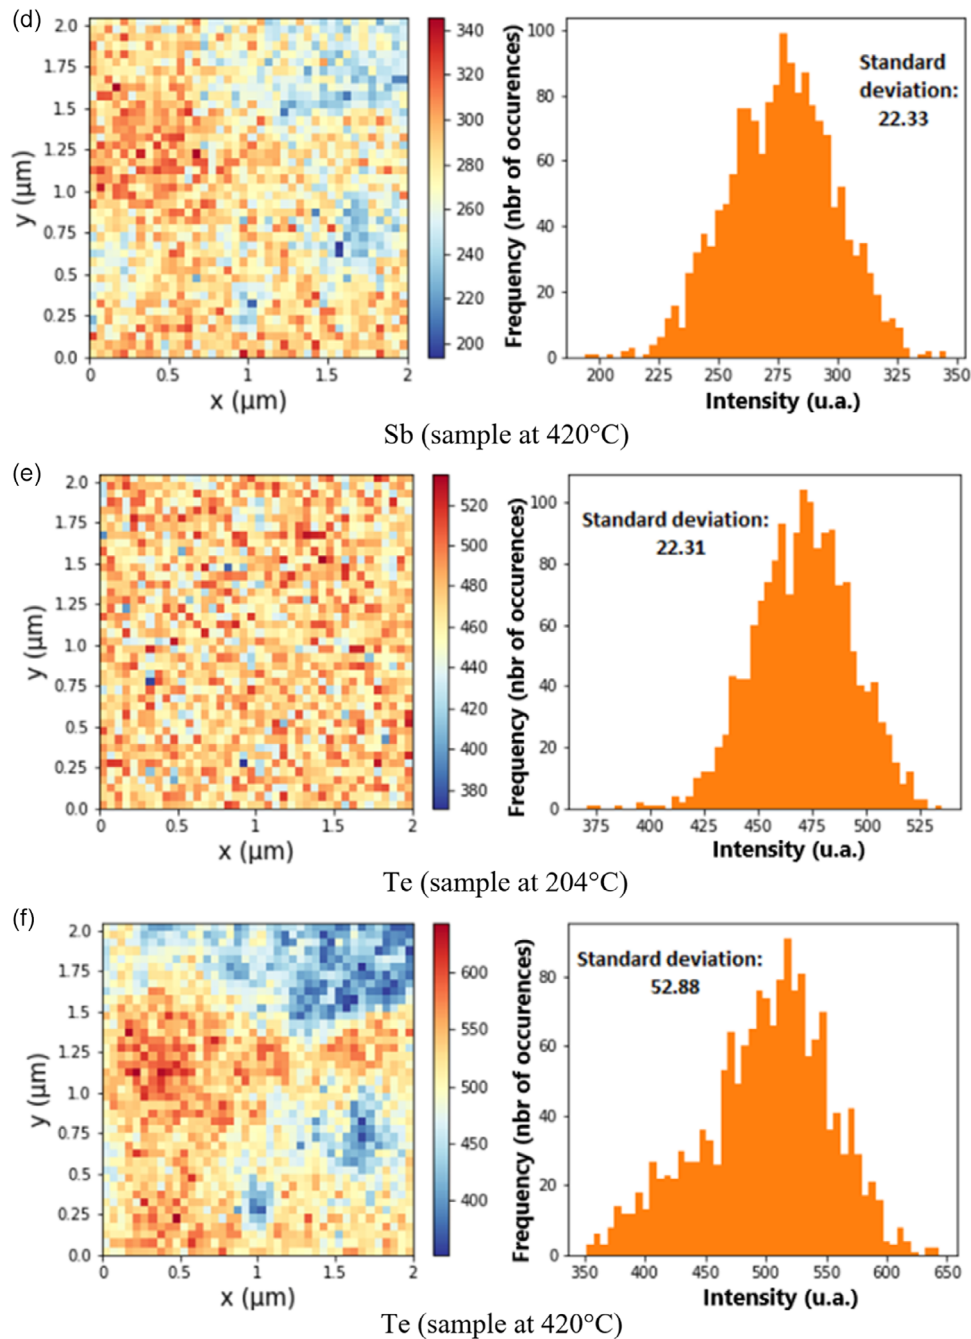 (d)
2.0
1.75
1.5
1.25
1.0
0.75
0.5
0.25
0.0
y (μm)
0 0.5 1 1.5 2
x (μm)
340
320
300
280
260
240
220
200
Frequency (nbr of occurences)
100
80
60
40
20
0
Standard
deviation:
22.33
200 225 250 275 300 325 350
Intensity (u.a.)
Sb (sample at 420°C)
(e)
2.0
1.75
1.5
1.25
1.0
0.75
0.5
0.25
0.0
y (μm)
0 0.5 1 1.5 2
x (μm)
520
500
480
460
440
420
400
380
Frequency (nbr of occurences)
100
80
60
40
20
0
Standard deviation:
22.31
375 400 425 450 475 500 525
Intensity (u.a.)
Te (sample at 204°C)
(f)
2.0
1.75
1.5
1.25
1.0
0.75
0.5
0.25
0.0
y (μm)
0 0.5 1 1.5 2
x (μm)
600
550
500
450
400
Frequency (nbr of occurences)
80
60
40
20
0
Standard deviation:
52.88
350 400 450 500 550 600 650
Intensity (u.a.)
Te (sample at 420°C)